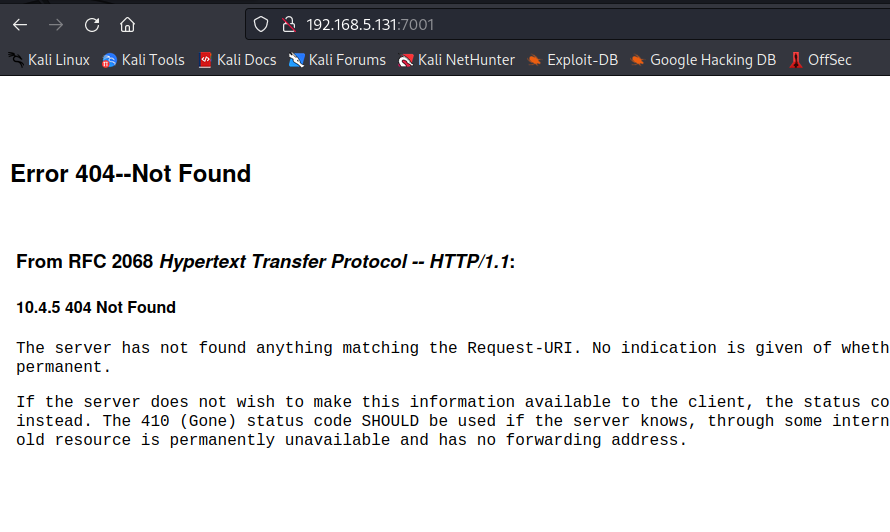 192.168.5.131:7001
Kali Linux Kali Tools Kali Docs Kali Forums Kali NetHunter Exploit-DB Google Hacking DB OffSec
Error 404--Not Found
From RFC 2068 Hypertext Transfer Protocol -- HTTP/1.1:
10.4.5 404 Not Found
The server has not found anything matching the Request-URI. No indication is given of wheth
permanent.
If the server does not wish to make this information available to the client, the status co
instead. The 410 (Gone) status code SHOULD be used if the server knows, through some intern
old resource is permanently unavailable and has no forwarding address.